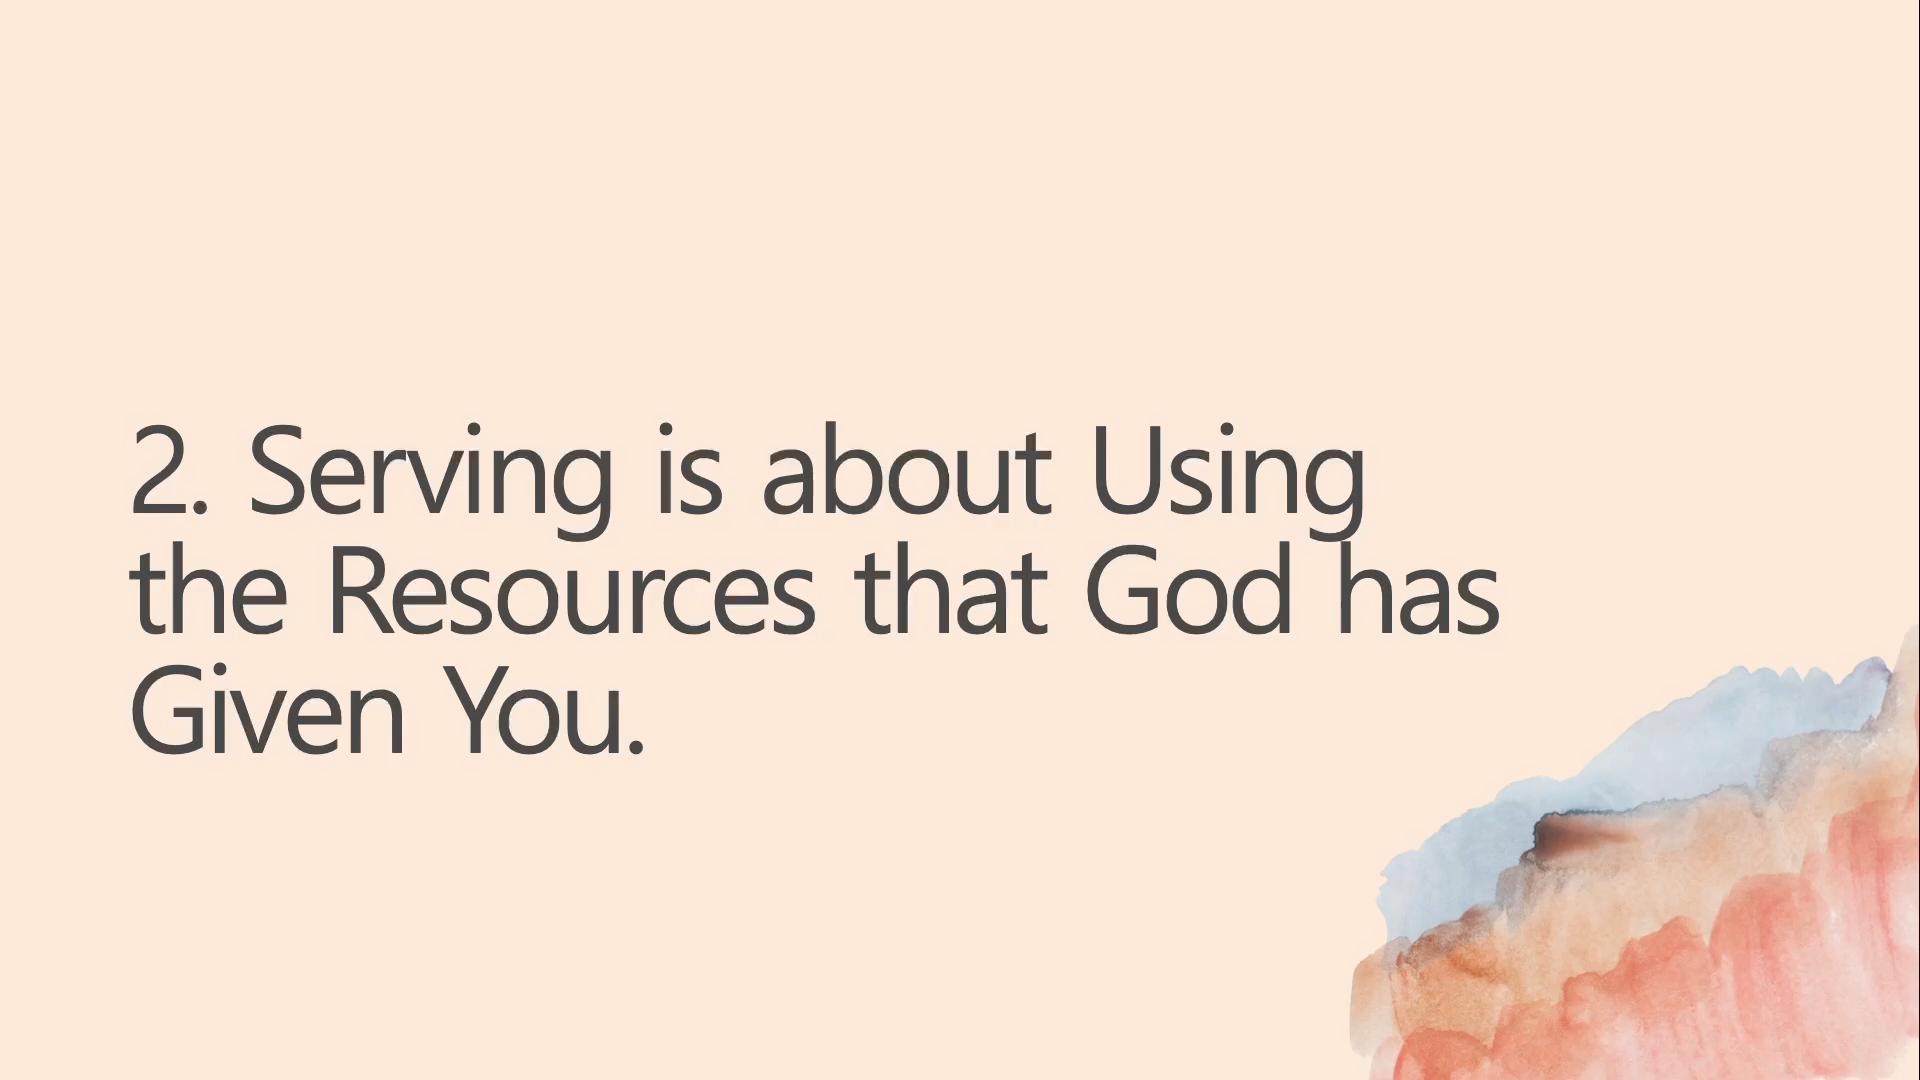 2. Serving is about Using
the Resources that God has
Given You.